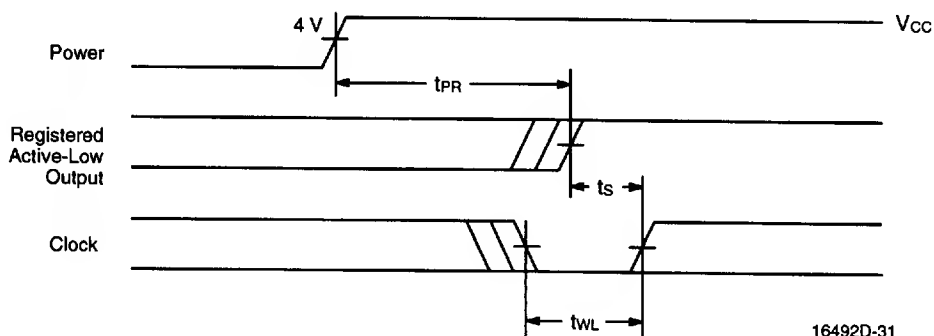 4 V
VCC
Power
tPR
Registered
Active-Low
Output
tS
Clock
tWL
16492D-31